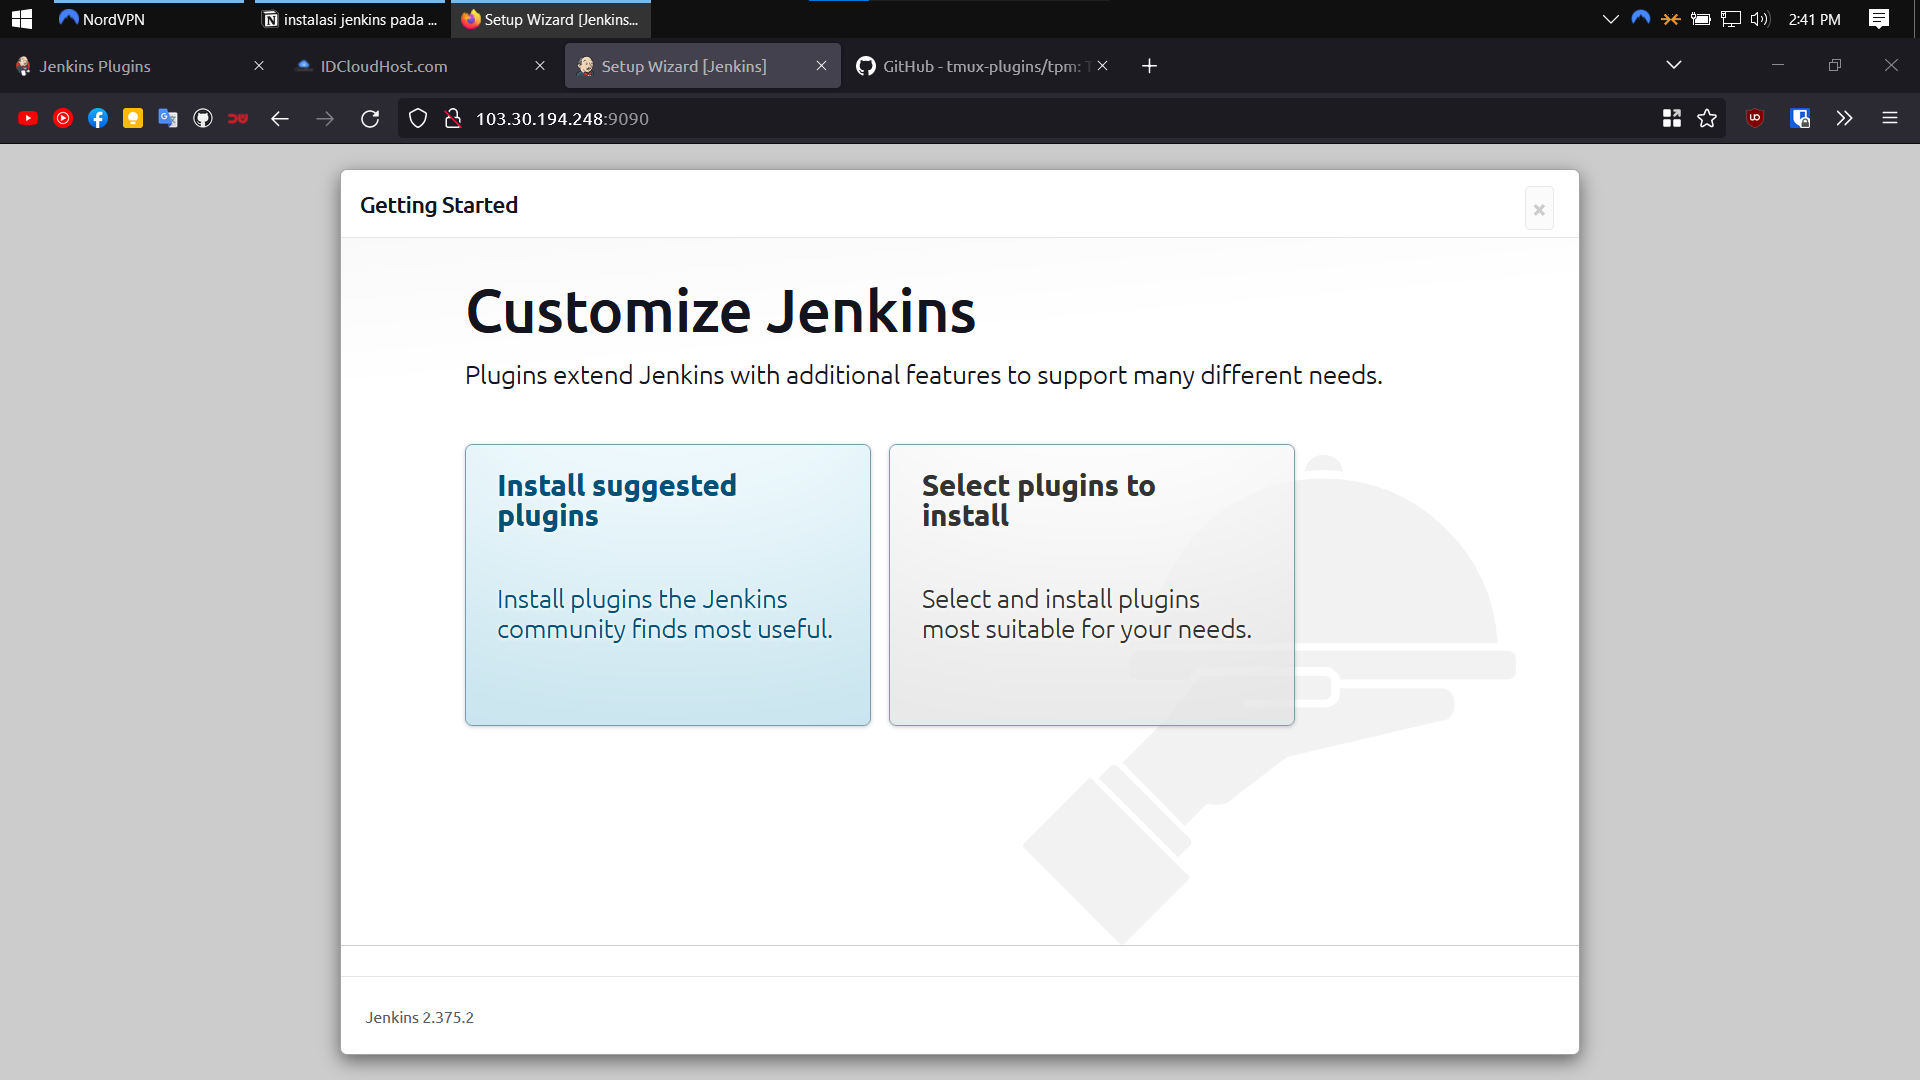 NordVPN
instalasi jenkins pada ...
Setup Wizard [Jenkins...
2:41 PM
Jenkins Plugins
IDCloudHost.com
Setup Wizard [Jenkins]
GitHub - tmux-plugins/tpm: T
103.30.194.248:9090
Getting Started
×
Customize Jenkins
Plugins extend Jenkins with additional features to support many different needs.
Install suggested
plugins
Install plugins the Jenkins
community finds most useful.
Select plugins to
install
Select and install plugins
most suitable for your needs.
Jenkins 2.375.2